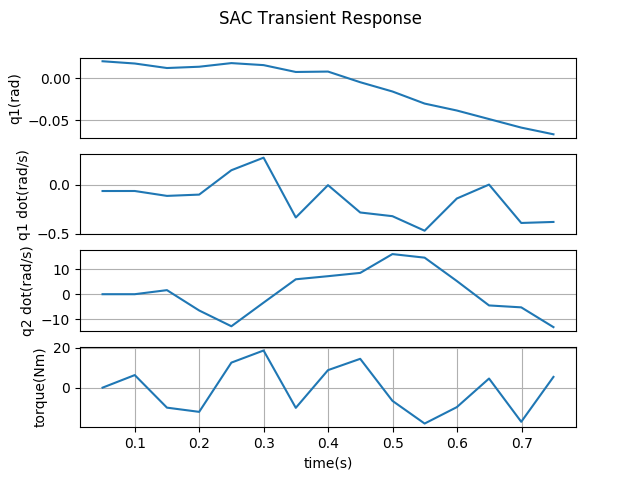 SAC Transient Response
q1(rad)
0.00
−0.05
q1 dot(rad/s)
0.0
−0.5
q2 dot(rad/s)
10
0
−10
torque(Nm)
20
0
0.1 0.2 0.3 0.4 0.5 0.6 0.7
time(s)